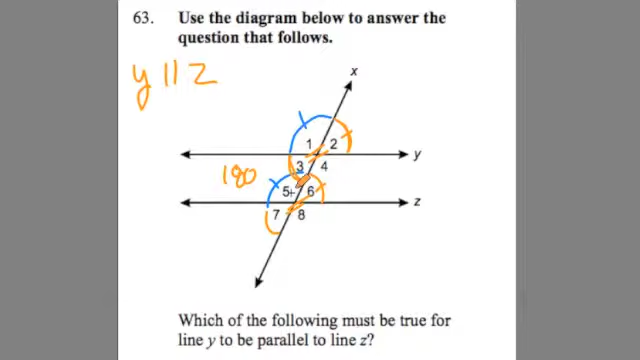 63. Use the diagram below to answer the
question that follows.
y || z
x
1 2
y
3 4
180
5 6
z
7 8
Which of the following must be true for
line y to be parallel to line z?